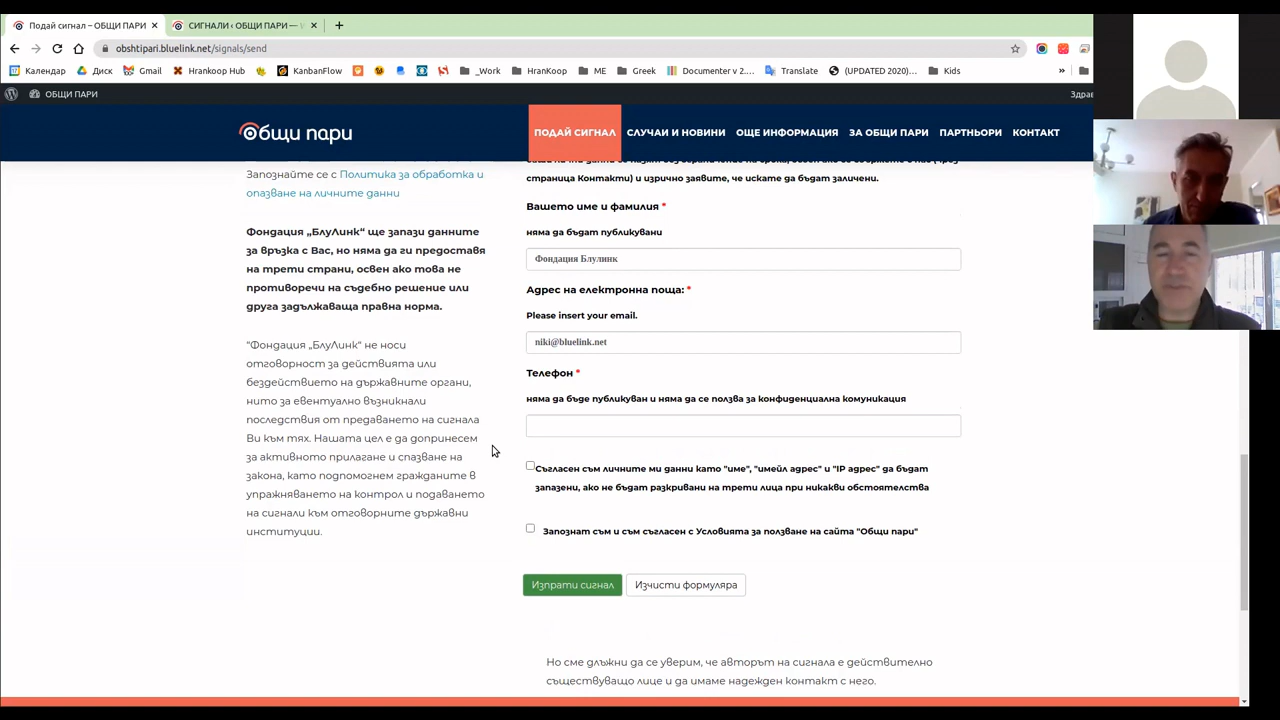 Подай сигнал – ОБЩИ ПАРИ
СИГНАЛИ ‹ ОБЩИ ПАРИ —
obshtipari.bluelink.net/signals/send
Календар Диск Gmail Hrankoop Hub KanbanFlow _Work HranKoop ME Greek Documenter v 2.... Translate (UPDATED 2020)... Kids »
ОБЩИ ПАРИ
Здрав
Общи пари
ПОДАЙ СИГНАЛ СЛУЧАИ И НОВИНИ ОЩЕ ИНФОРМАЦИЯ ЗА ОБЩИ ПАРИ ПАРТНЬОРИ КОНТАКТ
Запознайте се с Политика за обработка и
опазване на личните данни
Фондация „БлуЛинк“ ще запази данните
за връзка с Вас, но няма да ги предоставя
на трети страни, освен ако това не
противоречи на съдебно решение или
друга задължаваща правна норма.
“Фондация „БлуЛинк“ не носи
отговорност за действията или
бездействието на държавните органи,
нито за евентуално възникнали
последствия от предаването на сигнала
Ви към тях. Нашата цел е да допринесем
за активното прилагане и спазване на
закона, като подпомогнем гражданите в
упражняването на контрол и подаването
на сигнали към отговорните държавни
институции.
страница Контакти) и изрично заявите, че искате да бъдат заличени.
Вашето име и фамилия *
няма да бъдат публикувани
Фондация Блулинк
Адрес на електронна поща: *
Please insert your email.
niki@bluelink.net
Телефон *
няма да бъде публикуван и няма да се ползва за конфиденциална комуникация
Съгласен съм личните ми данни като "име", "имейл адрес" и "IP адрес" да бъдат
запазени, ако не бъдат разкривани на трети лица при никакви обстоятелства
Запознат съм и съм съгласен с Условията за ползване на сайта "Общи пари"
Изпрати сигнал Изчисти формуляра
Но сме длъжни да се уверим, че авторът на сигнала е действително
съществуващо лице и да имаме надежден контакт с него.